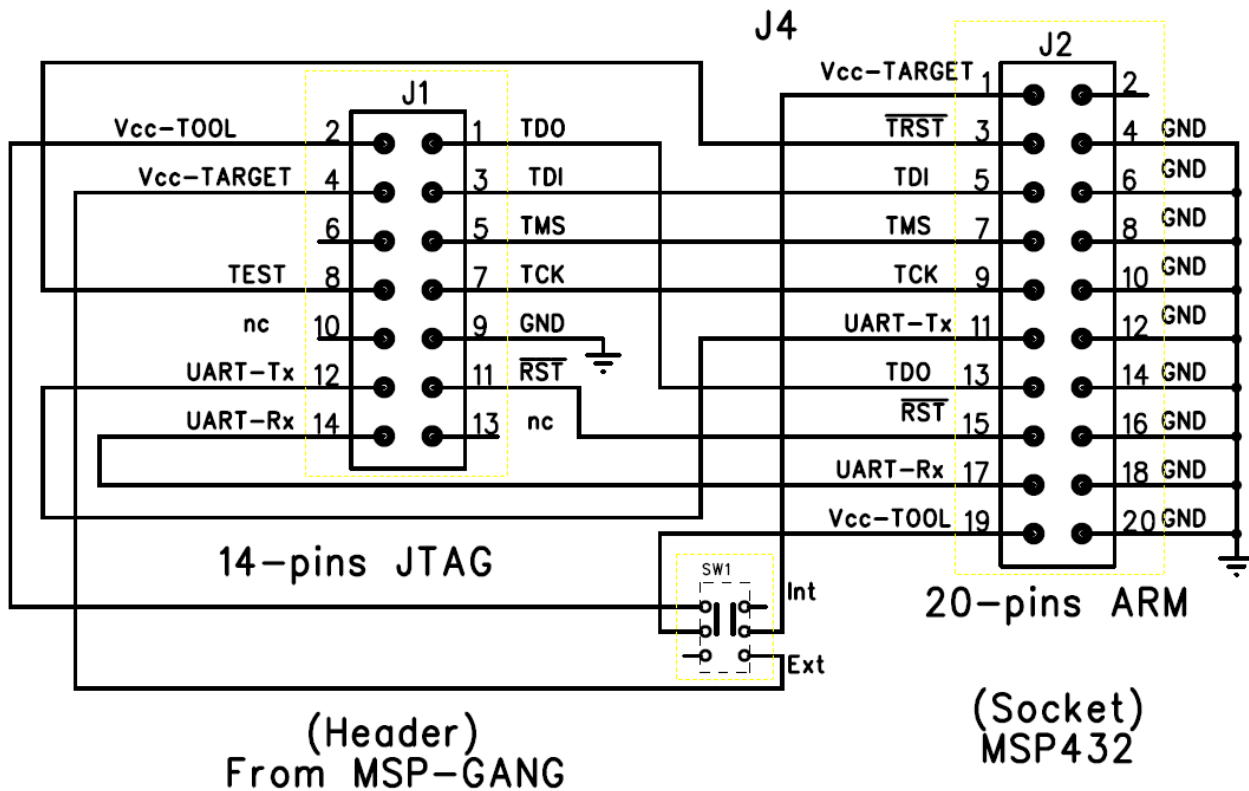 J4
J1
J2
Vcc-TOOL 2 1 TDO
Vcc-TARGET 4 3 TDI
6 5 TMS
TEST 8 7 TCK
nc 10 9 GND
UART-Tx 12 11 RST
UART-Rx 14 13 nc
14-pins JTAG
(Header)
From MSP-GANG
Vcc-TARGET 1 2
TRST 3 4 GND
TDI 5 6 GND
TMS 7 8 GND
TCK 9 10 GND
UART-Tx 11 12 GND
TDO 13 14 GND
RST 15 16 GND
UART-Rx 17 18 GND
Vcc-TOOL 19 20 GND
SW1
Int
Ext
20-pins ARM
(Socket)
MSP432